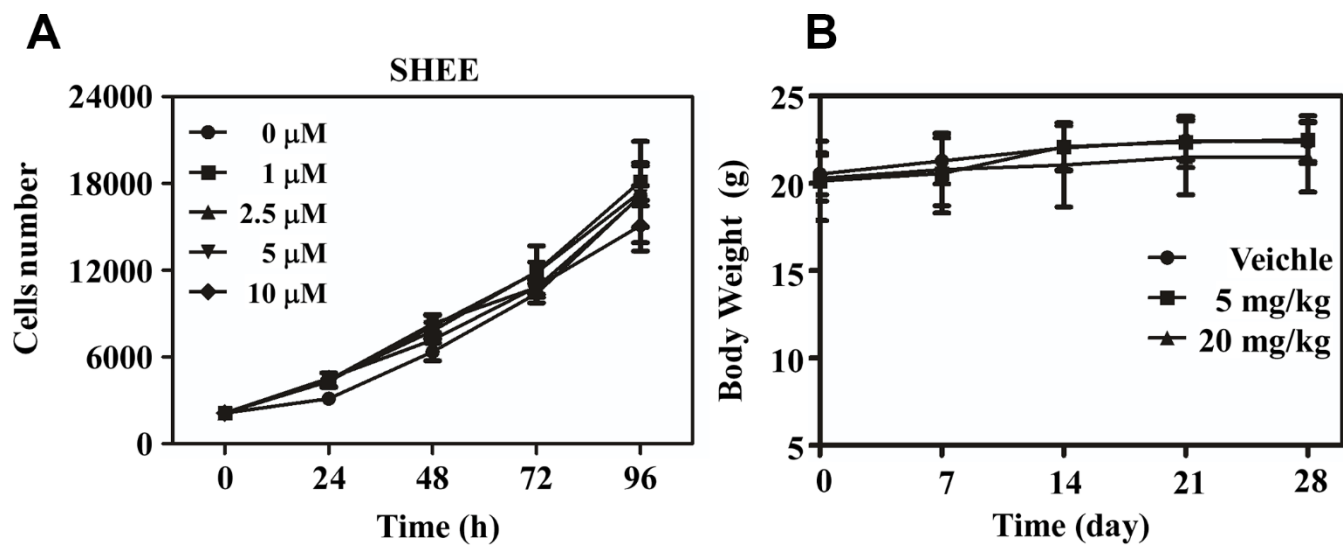 A
SHEE
24000
18000
12000
6000
0
Cells number
0 μM
1 μM
2.5 μM
5 μM
10 μM
0 24 48 72 96
Time (h)
B
25
20
15
10
5
Body Weight (g)
Veichle
5 mg/kg
20 mg/kg
0 7 14 21 28
Time (day)